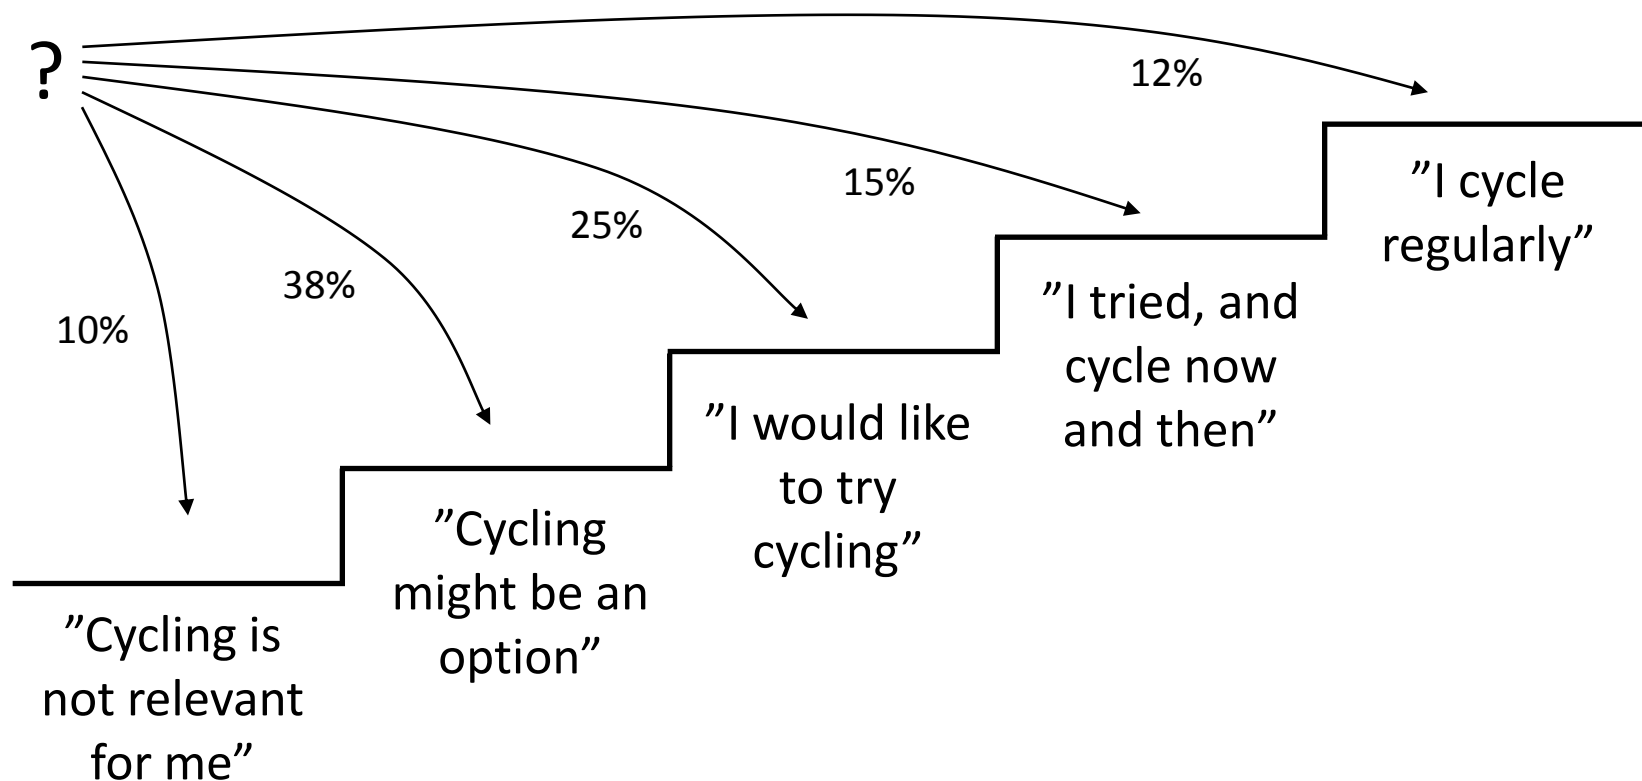 ?
12%
15%
25%
38%
10%
”I cycle
regularly”
”I tried, and
cycle now
and then”
”I would like
to try
cycling”
”Cycling
might be an
option”
”Cycling is
not relevant
for me”